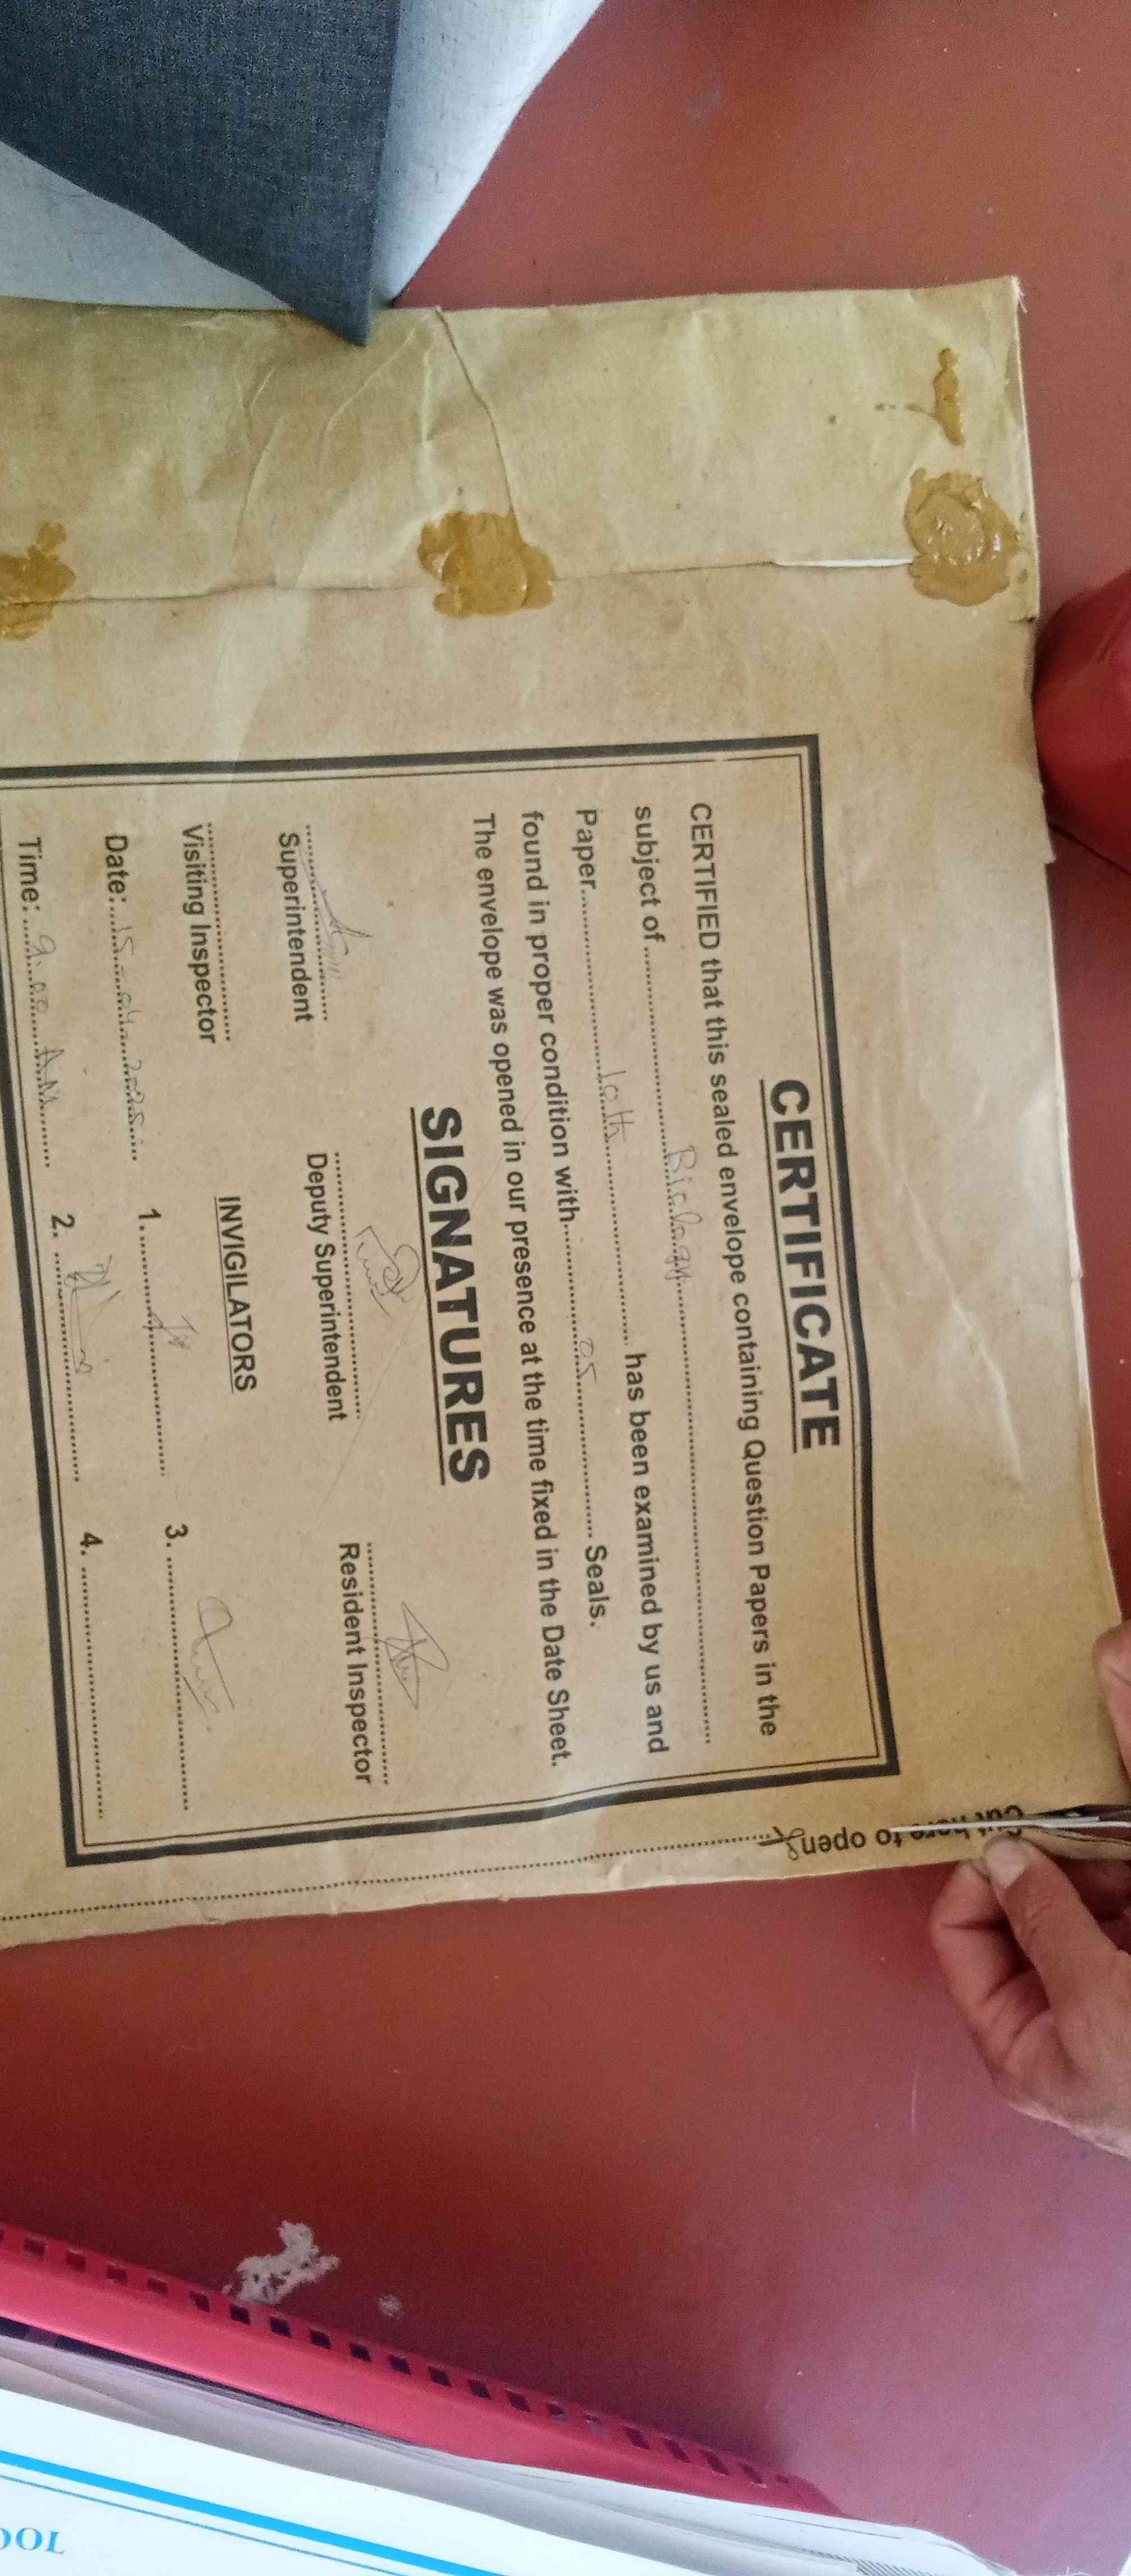 CERTIFICATE
CERTIFIED that this sealed envelope containing Question Papers in the
subject of ........ Biology ........
Paper ........ 10th ........ has been examined by us and
found in proper condition with ........ 05 ........ Seals.
The envelope was opened in our presence at the time fixed in the Date Sheet.
SIGNATURES
Superintendent Deputy Superintendent Resident Inspector
Visiting Inspector INVIGILATORS
Date: 15-04-2025 1. 3.
Time: 9:00 AM 2. 4.
Cut here to open
OOL